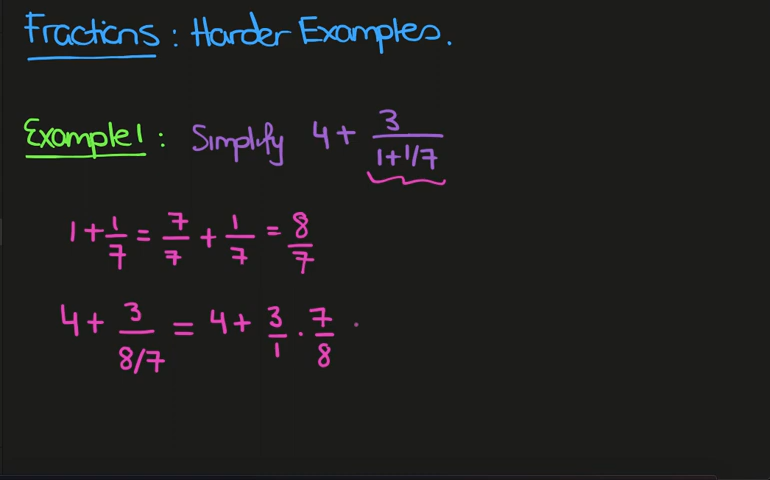 Fractions : Harder Examples.
Example 1 : Simplify 4 + 3/(1+1/7)
1 + 1/7 = 7/7 + 1/7 = 8/7
4 + 3/(8/7) = 4 + 3/1 · 7/8